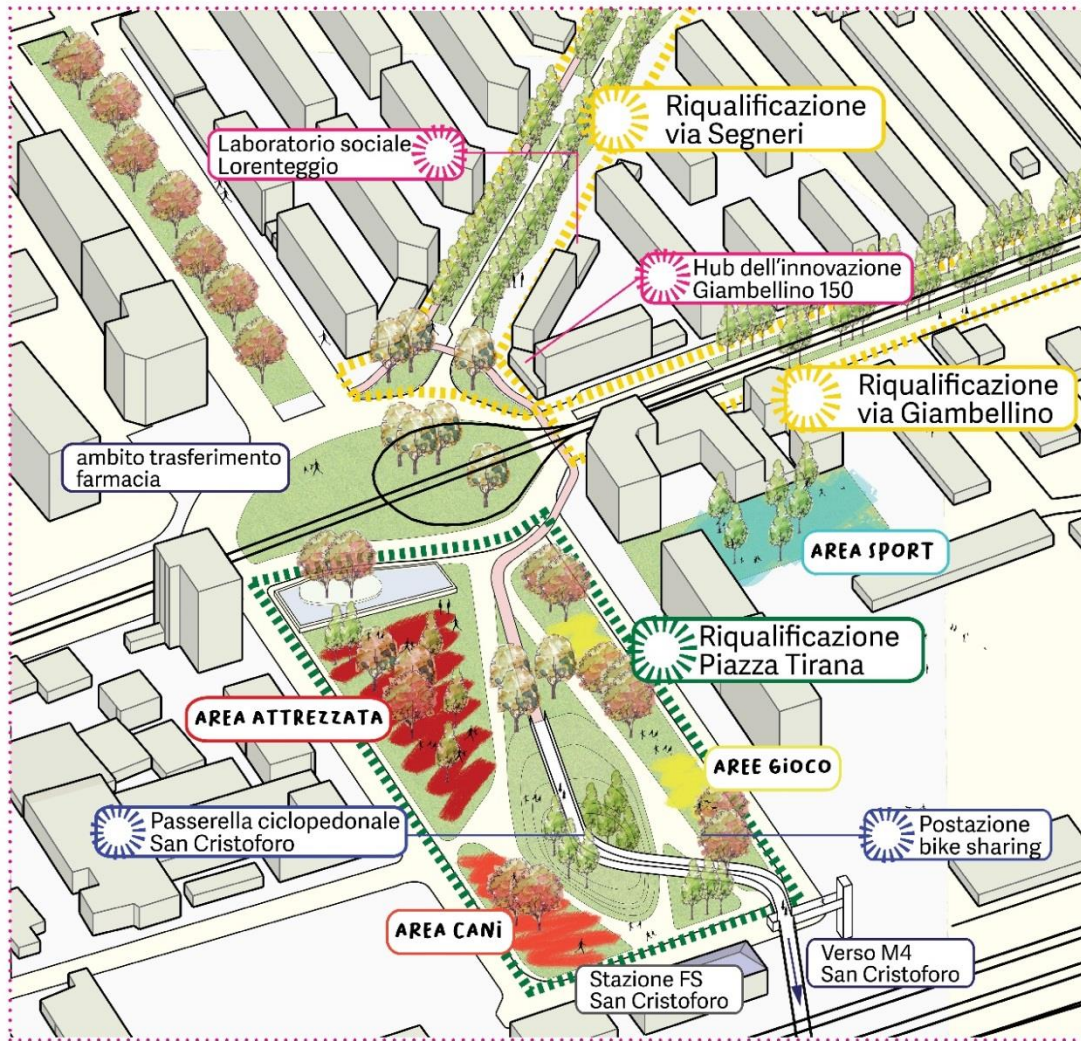 Riqualificazione
via Segneri
Laboratorio sociale
Lorenteggio
Hub dell'innovazione
Giambellino 150
Riqualificazione
via Giambellino
ambito trasferimento
farmacia
AREA SPORT
Riqualificazione
Piazza Tirana
AREA ATTREZZATA
AREE GiOCO
Passerella ciclopedonale
San Cristoforo
Postazione
bike sharing
AREA CANi
Stazione FS
San Cristoforo
Verso M4
San Cristoforo